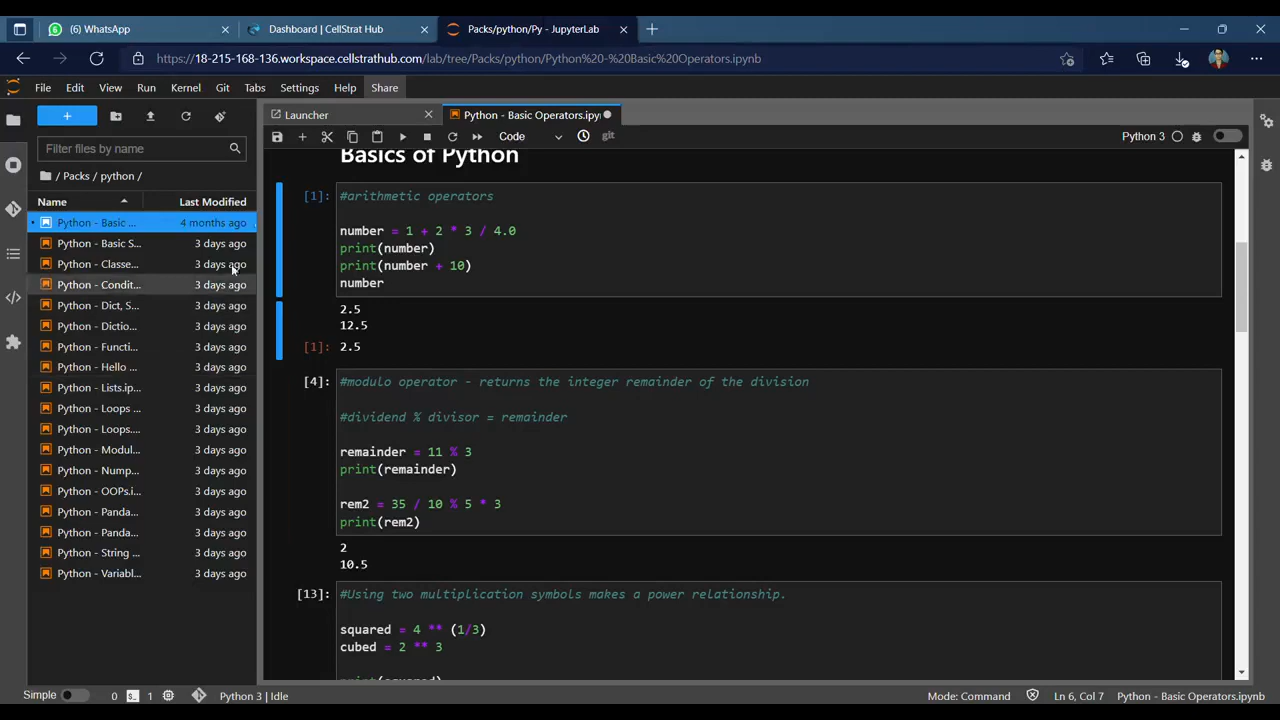 (6) WhatsApp
Dashboard | CellStrat Hub
Packs/python/Py - JupyterLab
https://18-215-168-136.workspace.cellstrathub.com/lab/tree/Packs/python/Python%20-%20Basic%20Operators.ipynb
File Edit View Run Kernel Git Tabs Settings Help Share
Launcher
Python - Basic Operators.ipy
Code
git
Python 3
Filter files by name
/ Packs / python /
Name Last Modified
Python - Basic ... 4 months ago
Python - Basic S... 3 days ago
Python - Classe... 3 days ago
Python - Condit... 3 days ago
Python - Dict, S... 3 days ago
Python - Dictio... 3 days ago
Python - Functi... 3 days ago
Python - Hello ... 3 days ago
Python - Lists.ip... 3 days ago
Python - Loops ... 3 days ago
Python - Loops.... 3 days ago
Python - Modul... 3 days ago
Python - Nump... 3 days ago
Python - OOPs.i... 3 days ago
Python - Panda... 3 days ago
Python - Panda... 3 days ago
Python - String ... 3 days ago
Python - Variabl... 3 days ago
Basics of Python
[1]: #arithmetic operators
number = 1 + 2 * 3 / 4.0
print(number)
print(number + 10)
number
2.5
12.5
[1]: 2.5
[4]: #modulo operator - returns the integer remainder of the division
#dividend % divisor = remainder
remainder = 11 % 3
print(remainder)
rem2 = 35 / 10 % 5 * 3
print(rem2)
2
10.5
[13]: #Using two multiplication symbols makes a power relationship.
squared = 4 ** (1/3)
cubed = 2 ** 3
print(squared)
Simple 0 1 Python 3 | Idle Mode: Command Ln 6, Col 7 Python - Basic Operators.ipynb